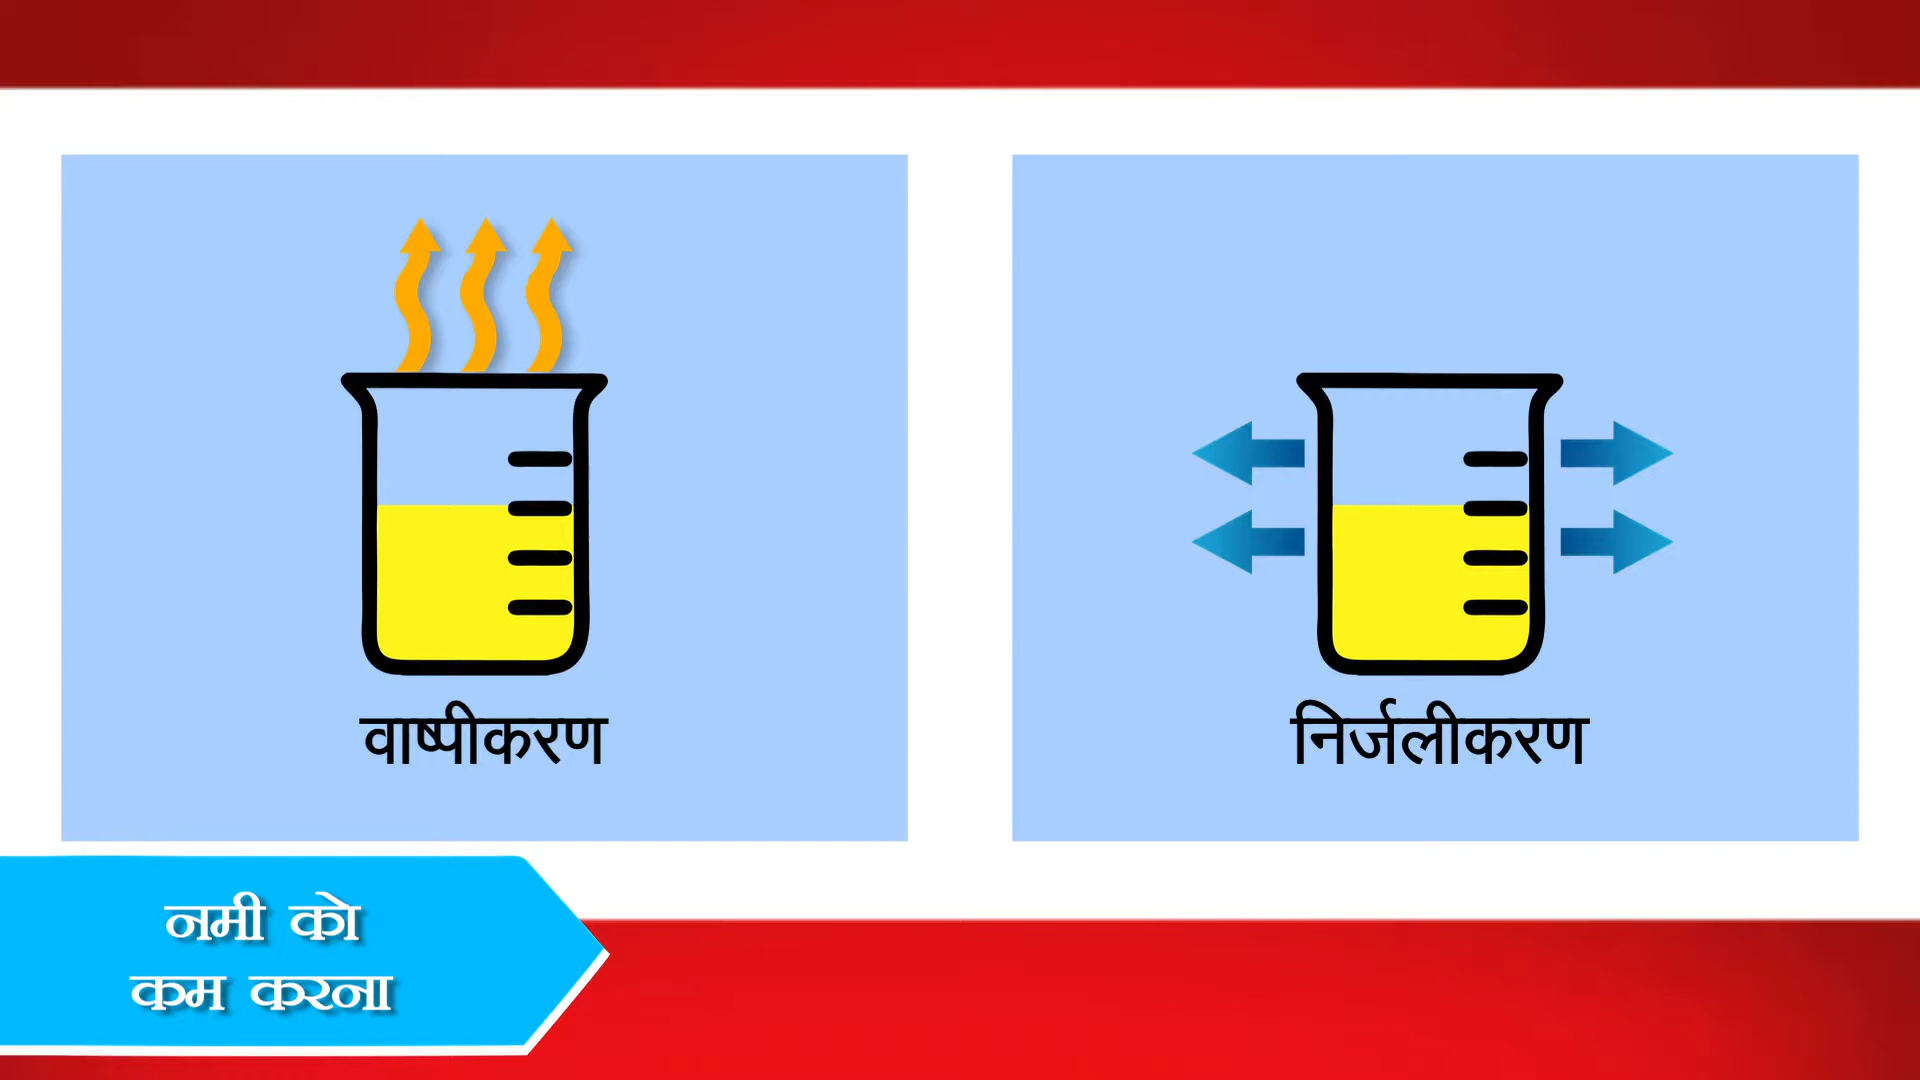 वाष्पीकरण
निर्जलीकरण
नमी को
कम करना